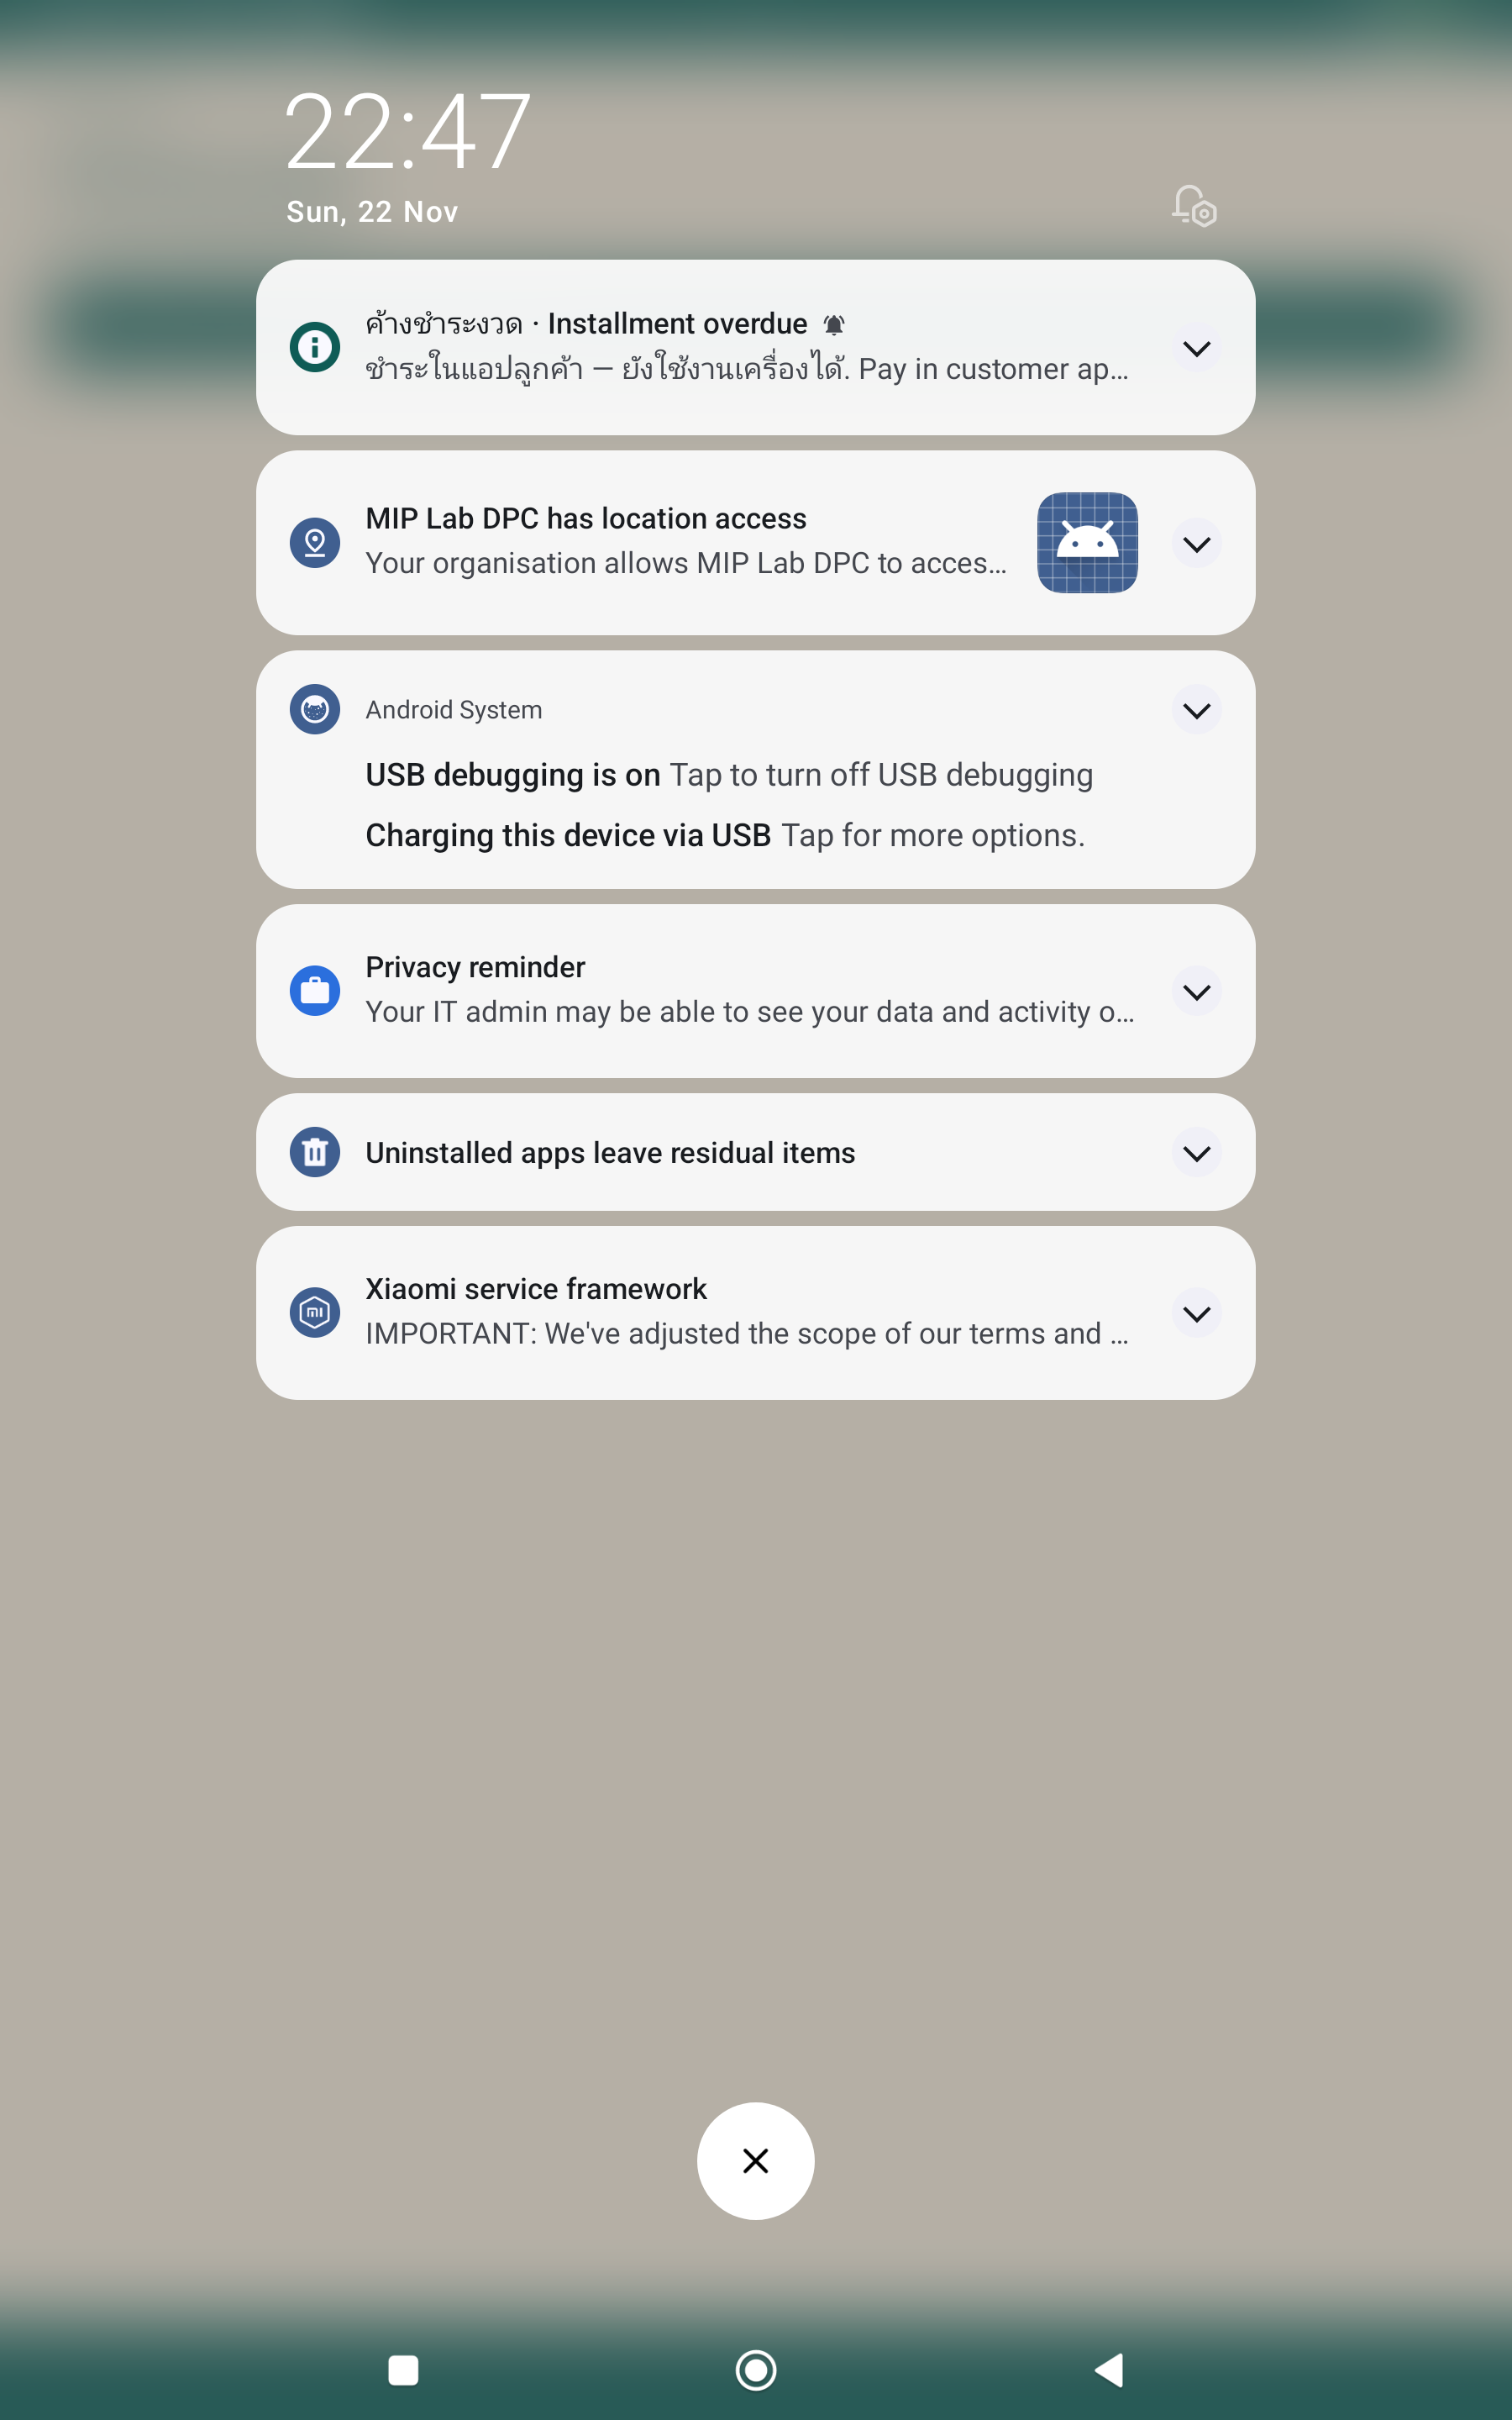 22:47
Sun, 22 Nov
ค้างชำระงวด · Installment overdue
ชำระในแอปลูกค้า — ยังใช้งานเครื่องได้. Pay in customer ap...
MIP Lab DPC has location access
Your organisation allows MIP Lab DPC to acces...
Android System
USB debugging is on Tap to turn off USB debugging
Charging this device via USB Tap for more options.
Privacy reminder
Your IT admin may be able to see your data and activity o...
Uninstalled apps leave residual items
Xiaomi service framework
IMPORTANT: We've adjusted the scope of our terms and ...